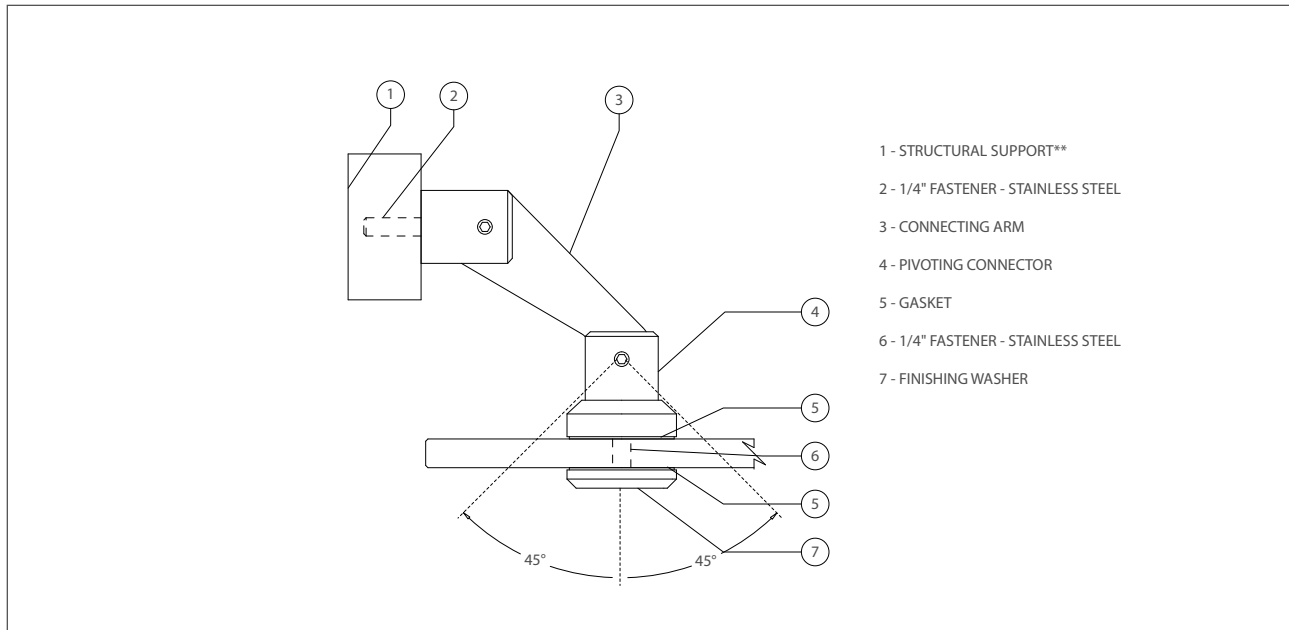 1
2
3
1 - STRUCTURAL SUPPORT**
2 - 1/4" FASTENER - STAINLESS STEEL
3 - CONNECTING ARM
4 - PIVOTING CONNECTOR
5 - GASKET
6 - 1/4" FASTENER - STAINLESS STEEL
7 - FINISHING WASHER
4
5
6
5
7
45°
45°